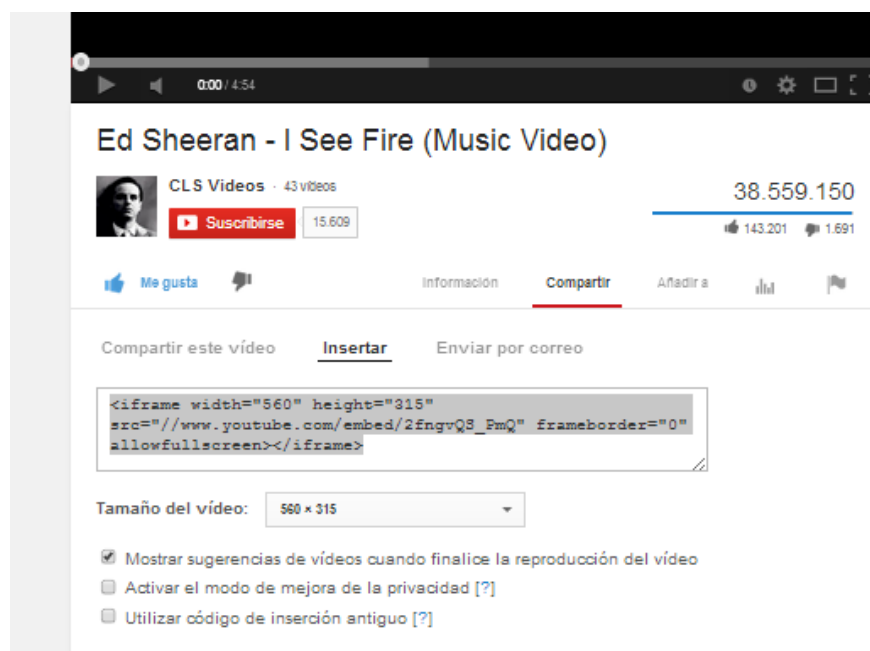 0:00 / 4:54
Ed Sheeran - I See Fire (Music Video)
CLS Videos · 43 vídeos
Suscribirse 15.609
38.559.150
143.201 1.691
Me gusta Información Compartir Añadir a
Compartir este vídeo Insertar Enviar por correo
<iframe width="560" height="315"
src="//www.youtube.com/embed/2fngvQS_PmQ" frameborder="0"
allowfullscreen></iframe>
Tamaño del vídeo: 560 × 315
Mostrar sugerencias de vídeos cuando finalice la reproducción del vídeo
Activar el modo de mejora de la privacidad [?]
Utilizar código de inserción antiguo [?]